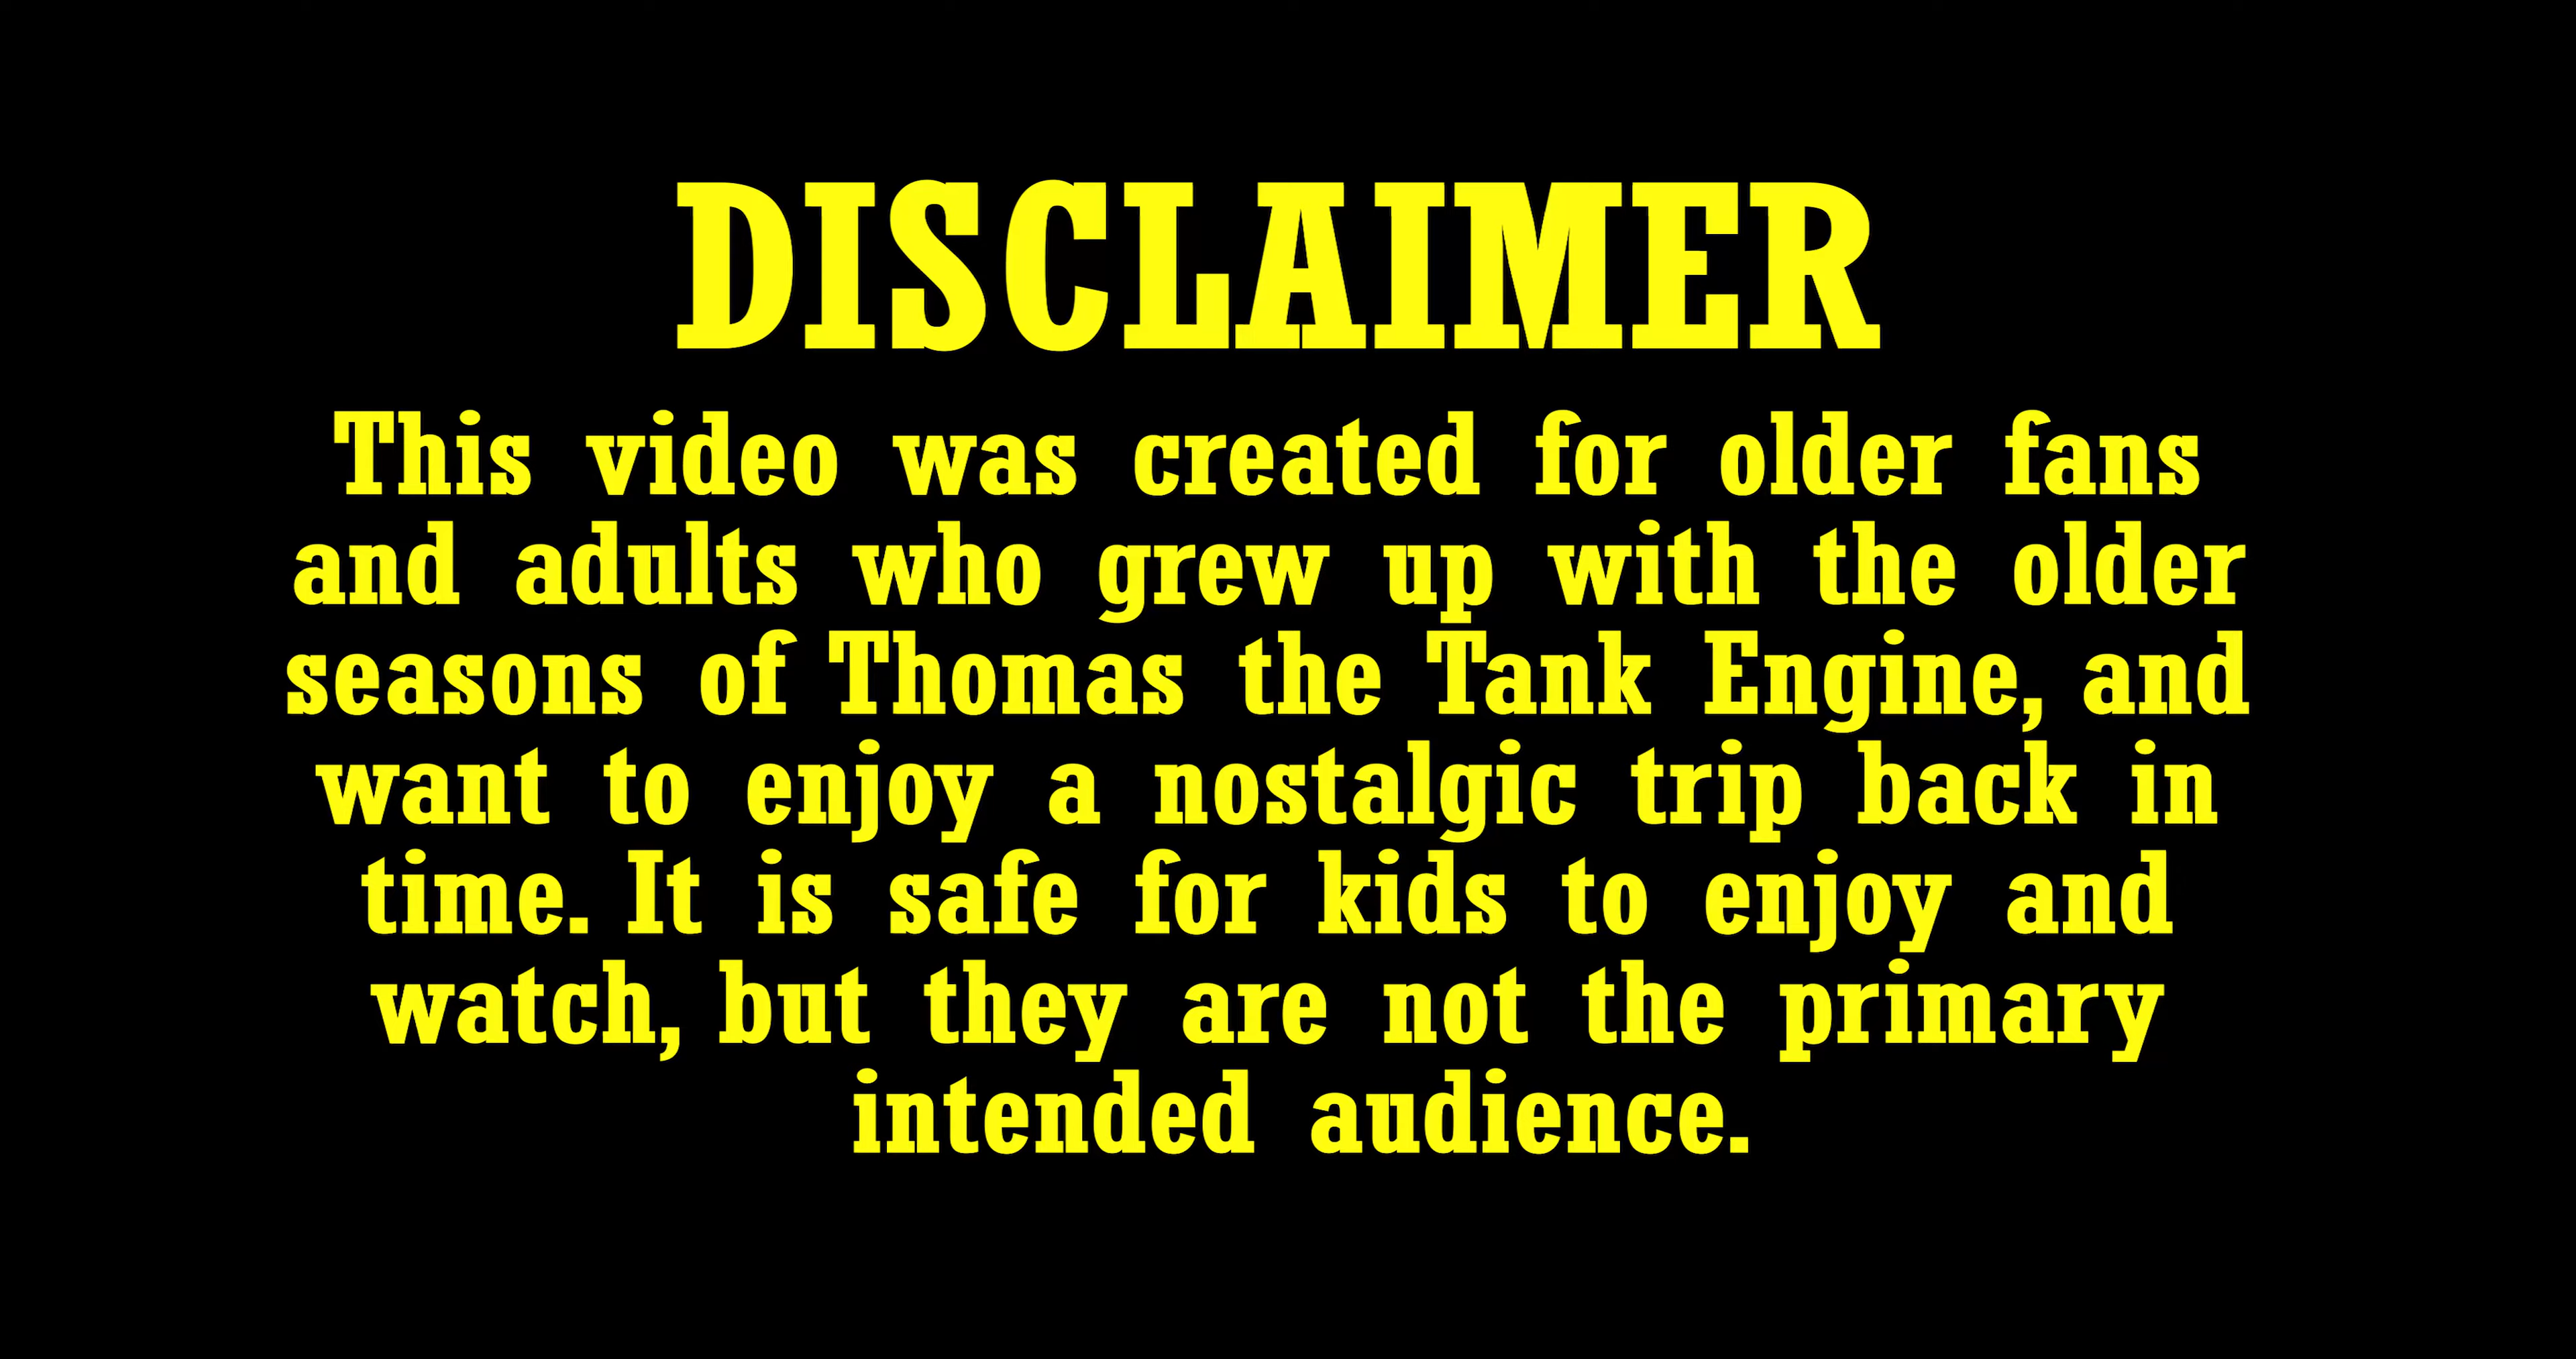 DISCLAIMER
This video was created for older fans
and adults who grew up with the older
seasons of Thomas the Tank Engine, and
want to enjoy a nostalgic trip back in
time. It is safe for kids to enjoy and
watch, but they are not the primary
intended audience.